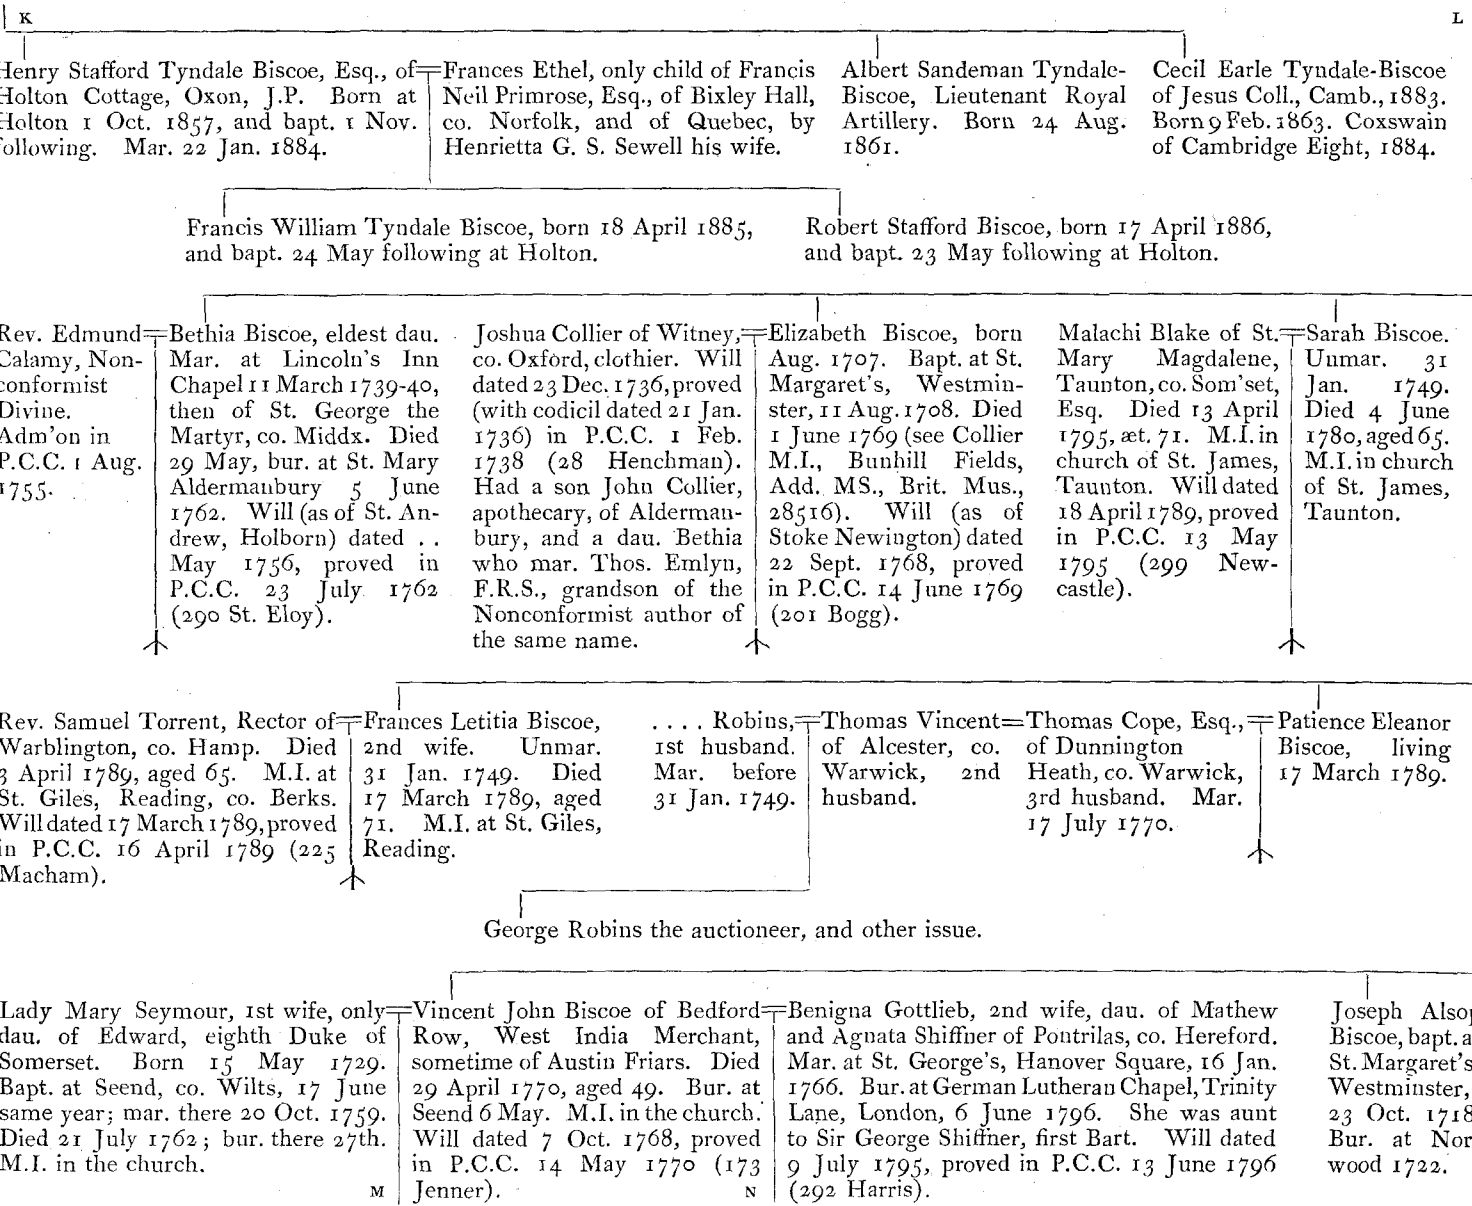 K
L
Henry Stafford Tyndale Biscoe, Esq., of
Holton Cottage, Oxon, J.P. Born at
Holton 1 Oct. 1857, and bapt. 1 Nov.
following. Mar. 22 Jan. 1884.
Frances Ethel, only child of Francis
Neil Primrose, Esq., of Bixley Hall,
co. Norfolk, and of Quebec, by
Henrietta G. S. Sewell his wife.
Albert Sandeman Tyndale-
Biscoe, Lieutenant Royal
Artillery. Born 24 Aug.
1861.
Cecil Earle Tyndale-Biscoe
of Jesus Coll., Camb., 1883.
Born 9 Feb. 1863. Coxswain
of Cambridge Eight, 1884.
Francis William Tyndale Biscoe, born 18 April 1885,
and bapt. 24 May following at Holton.
Robert Stafford Biscoe, born 17 April 1886,
and bapt. 23 May following at Holton.
Rev. Edmund
Calamy, Non-
conformist
Divine.
Adm'on in
P.C.C. 1 Aug.
1755.
Bethia Biscoe, eldest dau.
Mar. at Lincoln's Inn
Chapel 11 March 1739-40,
then of St. George the
Martyr, co. Middx. Died
29 May, bur. at St. Mary
Aldermanbury 5 June
1762. Will (as of St. An-
drew, Holborn) dated . .
May 1756, proved in
P.C.C. 23 July 1762
(290 St. Eloy).
Joshua Collier of Witney,
co. Oxford, clothier. Will
dated 23 Dec. 1736, proved
(with codicil dated 21 Jan.
1736) in P.C.C. 1 Feb.
1738 (28 Henchman).
Had a son John Collier,
apothecary, of Alderman-
bury, and a dau. Bethia
who mar. Thos. Emlyn,
F.R.S., grandson of the
Nonconformist author of
the same name.
Elizabeth Biscoe, born
Aug. 1707. Bapt. at St.
Margaret's, Westmin-
ster, 11 Aug. 1708. Died
1 June 1769 (see Collier
M.I., Bunhill Fields,
Add. MS., Brit. Mus.,
28516). Will (as of
Stoke Newington) dated
22 Sept. 1768, proved
in P.C.C. 14 June 1769
(201 Bogg).
Malachi Blake of St.
Mary Magdalene,
Taunton, co. Som'set,
Esq. Died 13 April
1795, æt. 71. M.I. in
church of St. James,
Taunton. Will dated
18 April 1789, proved
in P.C.C. 13 May
1795 (299 New-
castle).
Sarah Biscoe.
Unmar. 31
Jan. 1749.
Died 4 June
1780, aged 65.
M.I. in church
of St. James,
Taunton.
Rev. Samuel Torrent, Rector of
Warblington, co. Hamp. Died
3 April 1789, aged 65. M.I. at
St. Giles, Reading, co. Berks.
Will dated 17 March 1789, proved
in P.C.C. 16 April 1789 (225
Macham).
Frances Letitia Biscoe,
2nd wife. Unmar.
31 Jan. 1749. Died
17 March 1789, aged
71. M.I. at St. Giles,
Reading.
. . . . Robins,
1st husband.
Mar. before
31 Jan. 1749.
Thomas Vincent
of Alcester, co.
Warwick, 2nd
husband.
Thomas Cope, Esq.,
of Dunnington
Heath, co. Warwick,
3rd husband. Mar.
17 July 1770.
Patience Eleanor
Biscoe, living
17 March 1789.
George Robins the auctioneer, and other issue.
Lady Mary Seymour, 1st wife, only
dau. of Edward, eighth Duke of
Somerset. Born 15 May 1729.
Bapt. at Seend, co. Wilts, 17 June
same year; mar. there 20 Oct. 1759.
Died 21 July 1762; bur. there 27th.
M.I. in the church.
M
Vincent John Biscoe of Bedford
Row, West India Merchant,
sometime of Austin Friars. Died
29 April 1770, aged 49. Bur. at
Seend 6 May. M.I. in the church.
Will dated 7 Oct. 1768, proved
in P.C.C. 14 May 1770 (173
Jenner).
N
Benigna Gottlieb, 2nd wife, dau. of Mathew
and Agnata Shiffner of Pontrilas, co. Hereford.
Mar. at St. George's, Hanover Square, 16 Jan.
1766. Bur. at German Lutheran Chapel, Trinity
Lane, London, 6 June 1796. She was aunt
to Sir George Shiffner, first Bart. Will dated
9 July 1795, proved in P.C.C. 13 June 1796
(292 Harris).
Joseph Alsop
Biscoe, bapt. a
St. Margaret's
Westminster,
23 Oct. 1718
Bur. at Nor
wood 1722.